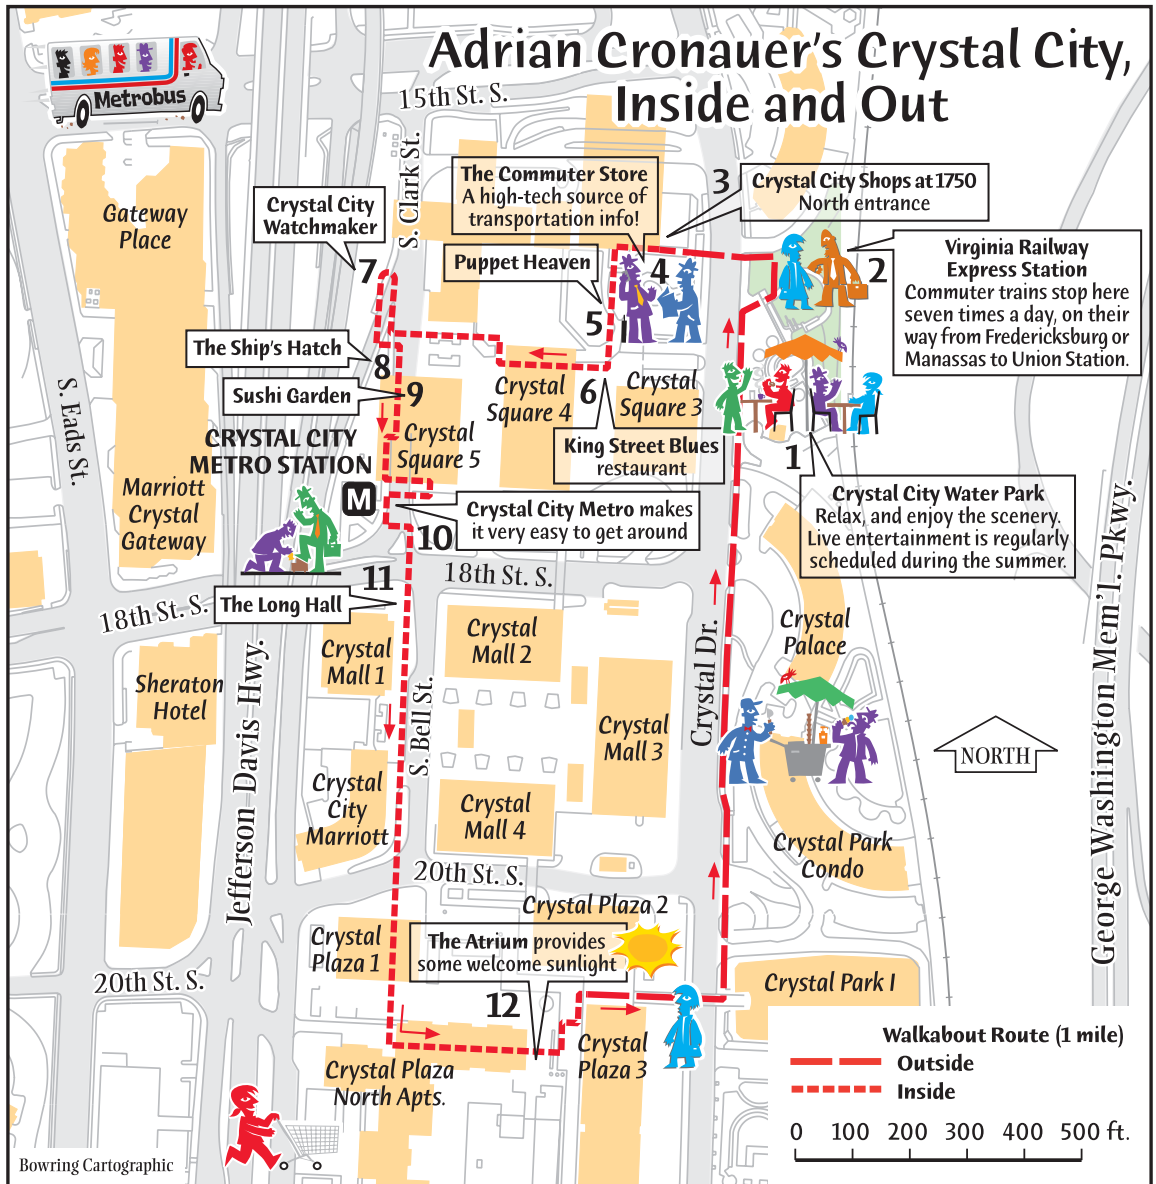 Adrian Cronauer's Crystal City,
Inside and Out
Metrobus
15th St. S.
S. Clark St.
Gateway
Place
Crystal City
Watchmaker
7
The Commuter Store
A high-tech source of
transportation info!
3
Crystal City Shops at 1750
North entrance
Puppet Heaven
4
5
2
Virginia Railway
Express Station
Commuter trains stop here
seven times a day, on their
way from Fredericksburg or
Manassas to Union Station.
The Ship's Hatch
8
Sushi Garden
9
Crystal
Square 4
6
Crystal
Square 3
S. Eads St.
CRYSTAL CITY
METRO STATION
M
Crystal
Square 5
King Street Blues
restaurant
1
Crystal City Water Park
Relax, and enjoy the scenery.
Live entertainment is regularly
scheduled during the summer.
Marriott
Crystal
Gateway
Crystal City Metro makes
it very easy to get around
10
11
18th St. S.
The Long Hall
18th St. S.
Crystal
Mall 1
Crystal
Mall 2
Crystal
Palace
Sheraton
Hotel
Jefferson Davis Hwy.
S. Bell St.
Crystal
Mall 3
Crystal Dr.
George Washington Mem'l. Pkwy.
NORTH
Crystal
City
Marriott
Crystal
Mall 4
Crystal Park
Condo
20th St. S.
Crystal Plaza 2
Crystal
Plaza 1
The Atrium provides
some welcome sunlight
20th St. S.
12
Crystal Park I
Crystal
Plaza 3
Crystal Plaza
North Apts.
Walkabout Route (1 mile)
Outside
Inside
0 100 200 300 400 500 ft.
Bowring Cartographic